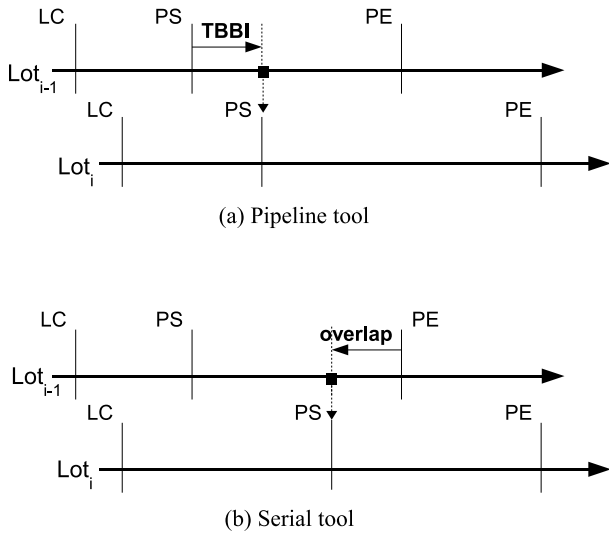 LC PS PE
TBBI
Lot i-1
LC PS PE
Lot i
(a) Pipeline tool
LC PS PE
overlap
Lot i-1
LC PS PE
Lot i
(b) Serial tool